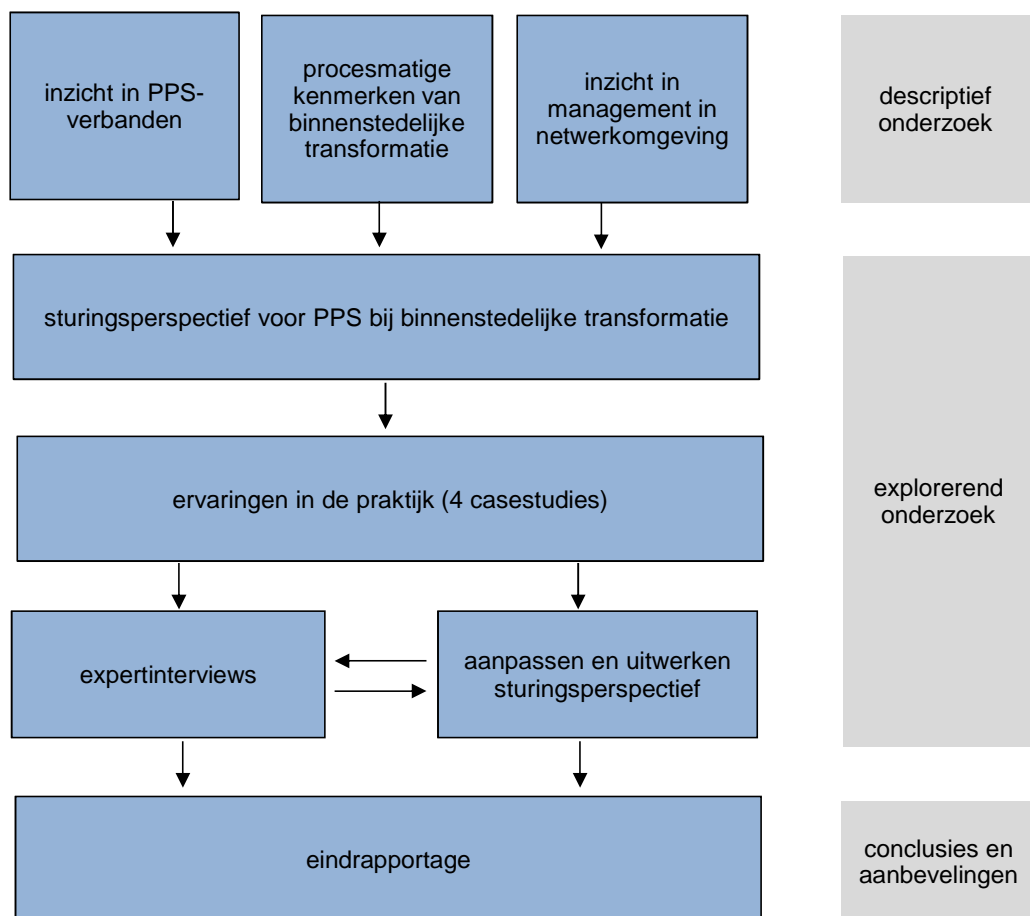 inzicht in PPS-
verbanden
procesmatige
kenmerken van
binnenstedelijke
transformatie
inzicht in
management in
netwerkomgeving
descriptief
onderzoek
sturingsperspectief voor PPS bij binnenstedelijke transformatie
ervaringen in de praktijk (4 casestudies)
explorerend
onderzoek
expertinterviews
aanpassen en uitwerken
sturingsperspectief
eindrapportage
conclusies en
aanbevelingen